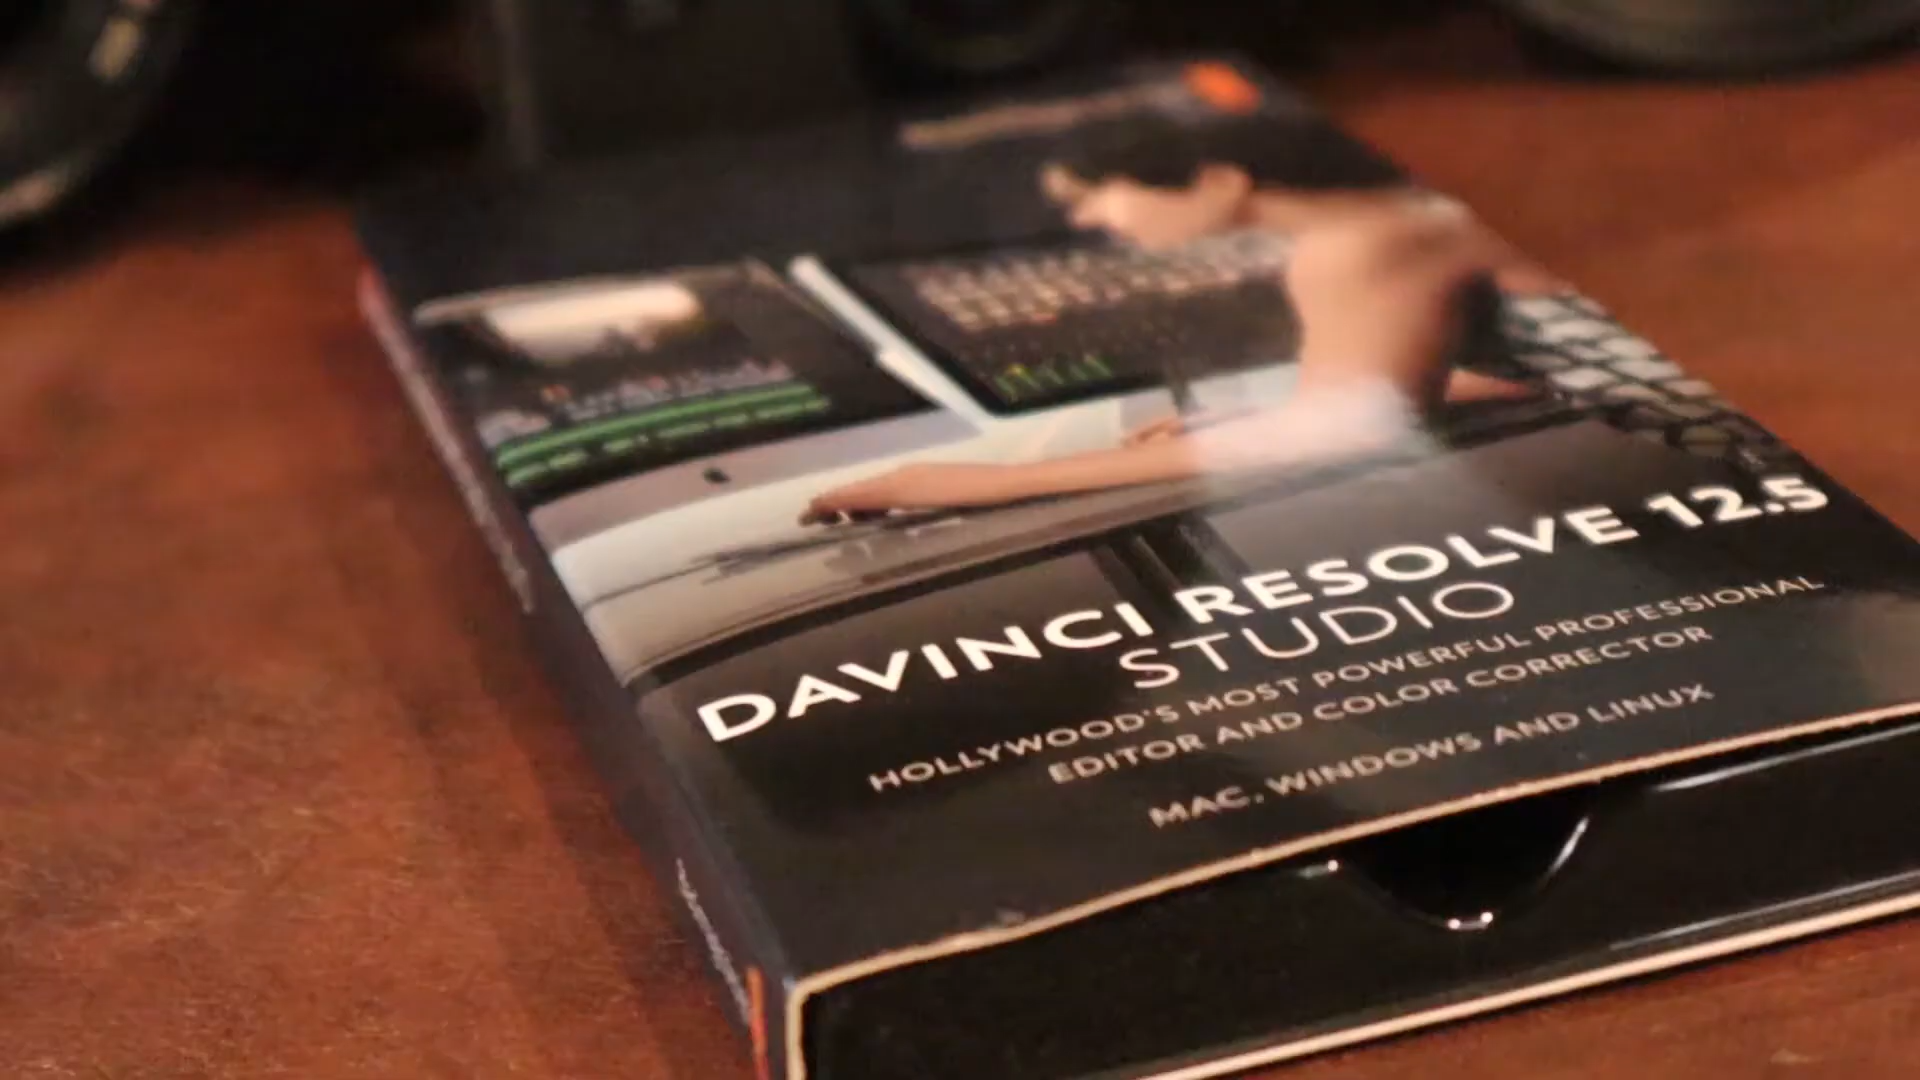 DAVINCI RESOLVE 12.5
STUDIO
HOLLYWOOD'S MOST POWERFUL PROFESSIONAL
EDITOR AND COLOR CORRECTOR
MAC, WINDOWS AND LINUX